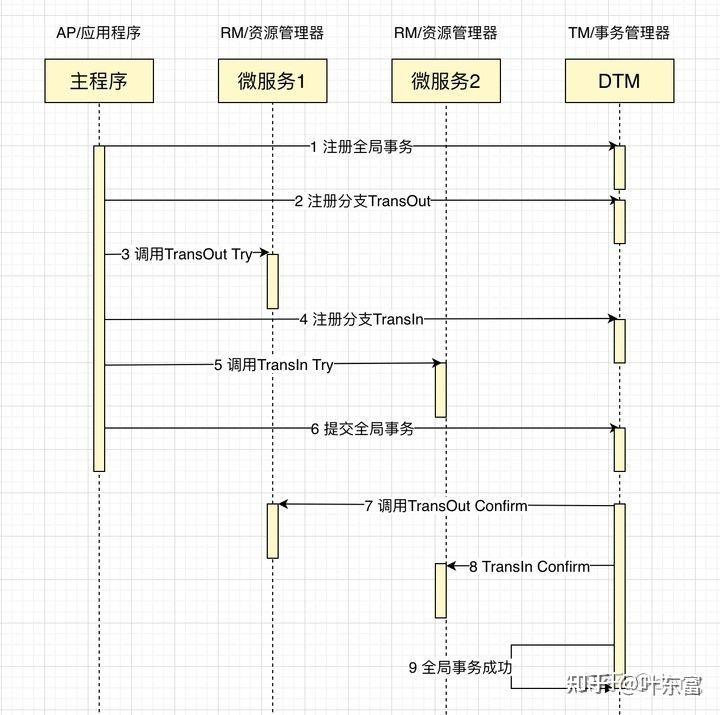 AP/应用程序
RM/资源管理器
RM/资源管理器
TM/事务管理器
主程序
微服务1
微服务2
DTM
1 注册全局事务
2 注册分支TransOut
3 调用TransOut Try
4 注册分支TransIn
5 调用TransIn Try
6 提交全局事务
7 调用TransOut Confirm
8 TransIn Confirm
9 全局事务成功
知乎 @叶东富